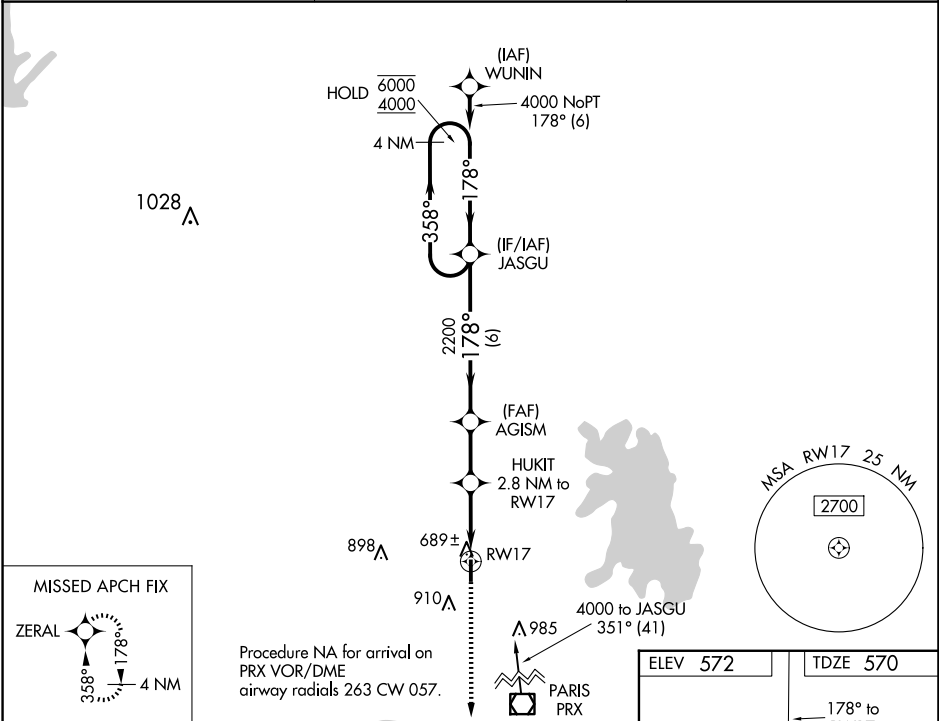 (IAF)
WUNIN
HOLD 6000
4000
4000 NoPT
178° (6)
4 NM
178°
358°
1028
(IF/IAF)
JASGU
2200
178°
(6)
(FAF)
AGISM
HUKIT
2.8 NM to
RW17
MSA RW17 25 NM
2700
898
689±
RW17
910
MISSED APCH FIX
ZERAL
178°
358°
4 NM
4000 to JASGU
351° (41)
985
Procedure NA for arrival on
PRX VOR/DME
airway radials 263 CW 057.
PARIS
PRX
ELEV 572
TDZE 570
178° to